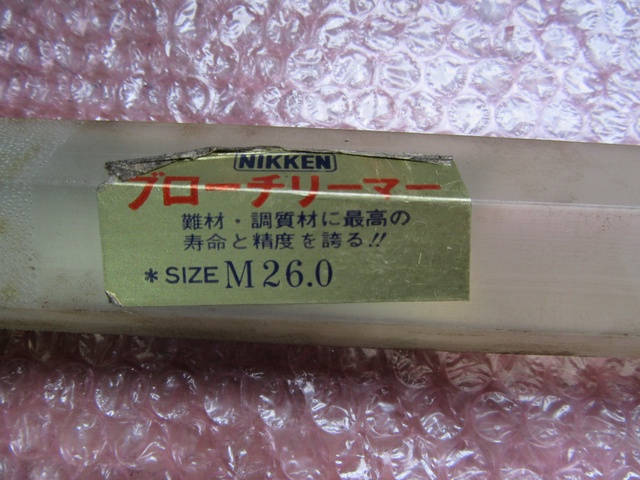 NIKKEN
ブローチリーマー
難材・調質材に最高の
寿命と精度を誇る!!
*SIZE M26.0